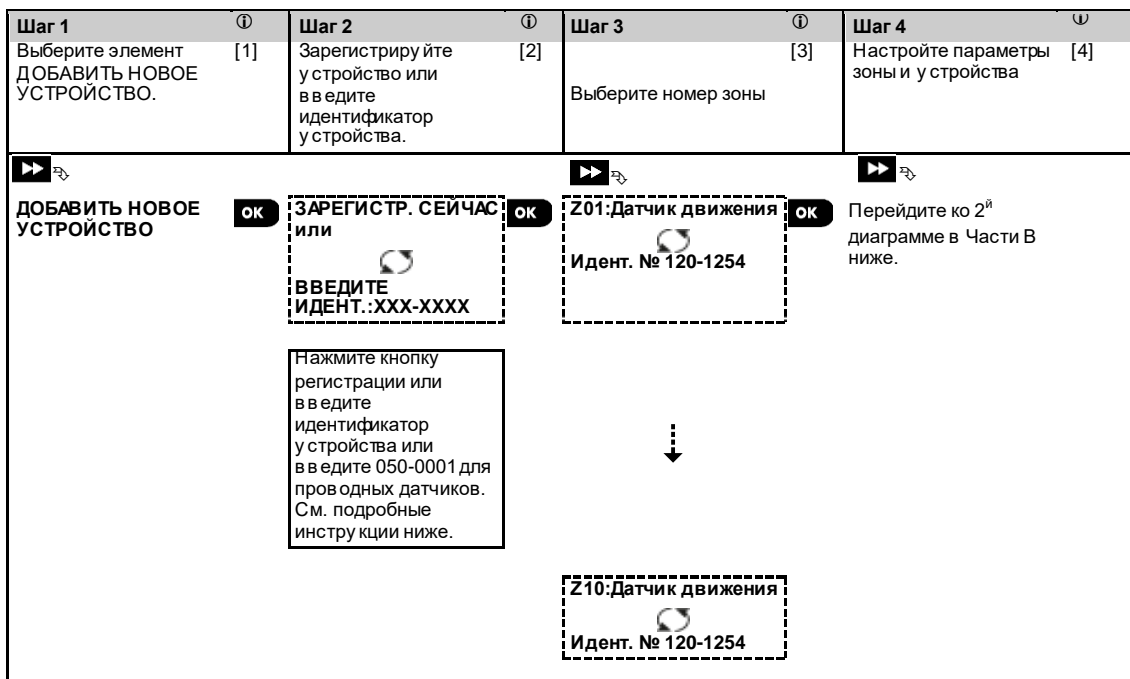 Шаг 1
Выберите элемент [1]
ДОБАВИТЬ НОВОЕ
УСТРОЙСТВО.
Шаг 2
Зарегистрируйте [2]
устройство или
введите
идентификатор
устройства.
Шаг 3
[3]
Выберите номер зоны
Шаг 4
Настройте параметры [4]
зоны и устройства
ДОБАВИТЬ НОВОЕ
УСТРОЙСТВО
OK
ЗАРЕГИСТР. СЕЙЧАС
или
ВВЕДИТЕ
ИДЕНТ.:XXX-XXXX
OK
Нажмите кнопку
регистрации или
введите
идентификатор
устройства или
введите 050-0001 для
проводных датчиков.
См. подробные
инструкции ниже.
Z01:Датчик движения
Идент. № 120-1254
OK
Z10:Датчик движения
Идент. № 120-1254
Перейдите ко 2й
диаграмме в Части B
ниже.